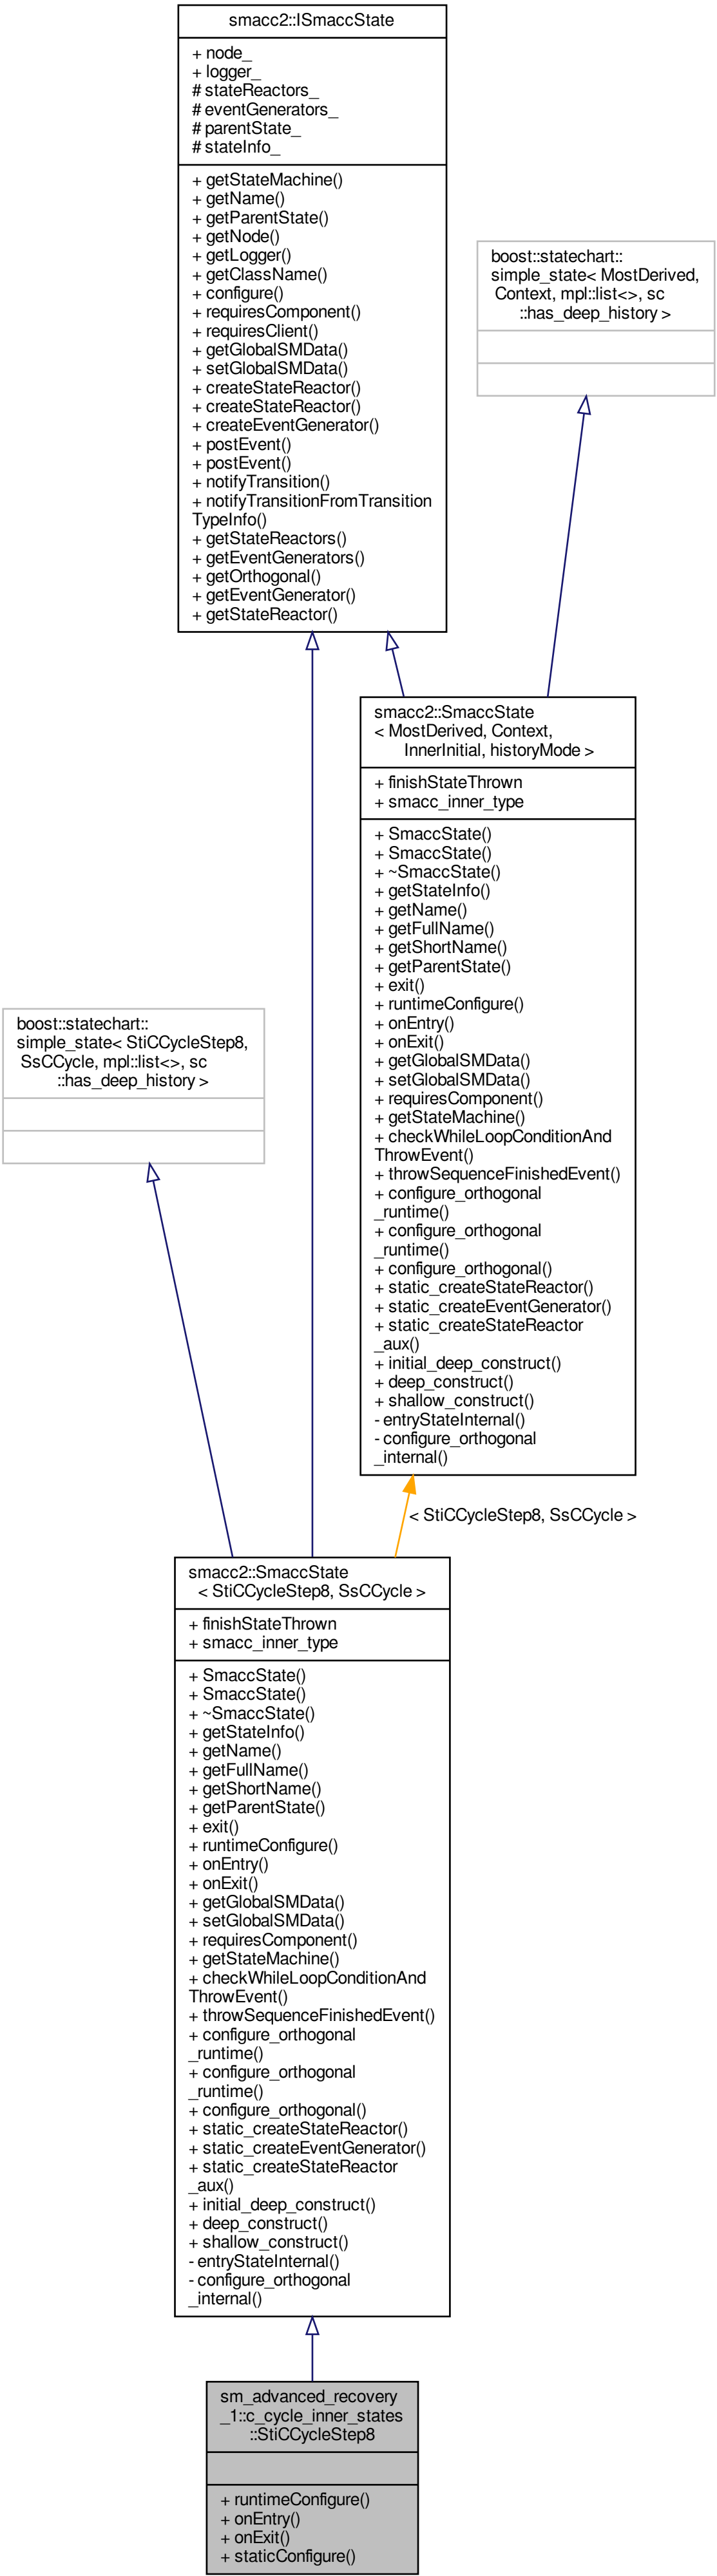 smacc2::ISmaccState
+ node_
+ logger_
# stateReactors_
# eventGenerators_
# parentState_
# stateInfo_
+ getStateMachine()
+ getName()
+ getParentState()
+ getNode()
+ getLogger()
+ getClassName()
+ configure()
+ requiresComponent()
+ requiresClient()
+ getGlobalSMData()
+ setGlobalSMData()
+ createStateReactor()
+ createStateReactor()
+ createEventGenerator()
+ postEvent()
+ postEvent()
+ notifyTransition()
+ notifyTransitionFromTransition
TypeInfo()
+ getStateReactors()
+ getEventGenerators()
+ getOrthogonal()
+ getEventGenerator()
+ getStateReactor()
boost::statechart::
simple_state< MostDerived,
Context, mpl::list<>, sc
::has_deep_history >
smacc2::SmaccState
< MostDerived, Context,
InnerInitial, historyMode >
+ finishStateThrown
+ smacc_inner_type
+ SmaccState()
+ SmaccState()
+ ~SmaccState()
+ getStateInfo()
+ getName()
+ getFullName()
+ getShortName()
+ getParentState()
+ exit()
+ runtimeConfigure()
+ onEntry()
+ onExit()
+ getGlobalSMData()
+ setGlobalSMData()
+ requiresComponent()
+ getStateMachine()
+ checkWhileLoopConditionAnd
ThrowEvent()
+ throwSequenceFinishedEvent()
+ configure_orthogonal
_runtime()
+ configure_orthogonal
_runtime()
+ configure_orthogonal()
+ static_createStateReactor()
+ static_createEventGenerator()
+ static_createStateReactor
_aux()
+ initial_deep_construct()
+ deep_construct()
+ shallow_construct()
- entryStateInternal()
- configure_orthogonal
_internal()
boost::statechart::
simple_state< StiCCycleStep8,
SsCCycle, mpl::list<>, sc
::has_deep_history >
< StiCCycleStep8, SsCCycle >
smacc2::SmaccState
< StiCCycleStep8, SsCCycle >
+ finishStateThrown
+ smacc_inner_type
+ SmaccState()
+ SmaccState()
+ ~SmaccState()
+ getStateInfo()
+ getName()
+ getFullName()
+ getShortName()
+ getParentState()
+ exit()
+ runtimeConfigure()
+ onEntry()
+ onExit()
+ getGlobalSMData()
+ setGlobalSMData()
+ requiresComponent()
+ getStateMachine()
+ checkWhileLoopConditionAnd
ThrowEvent()
+ throwSequenceFinishedEvent()
+ configure_orthogonal
_runtime()
+ configure_orthogonal
_runtime()
+ configure_orthogonal()
+ static_createStateReactor()
+ static_createEventGenerator()
+ static_createStateReactor
_aux()
+ initial_deep_construct()
+ deep_construct()
+ shallow_construct()
- entryStateInternal()
- configure_orthogonal
_internal()
sm_advanced_recovery
_1::c_cycle_inner_states
::StiCCycleStep8
+ runtimeConfigure()
+ onEntry()
+ onExit()
+ staticConfigure()